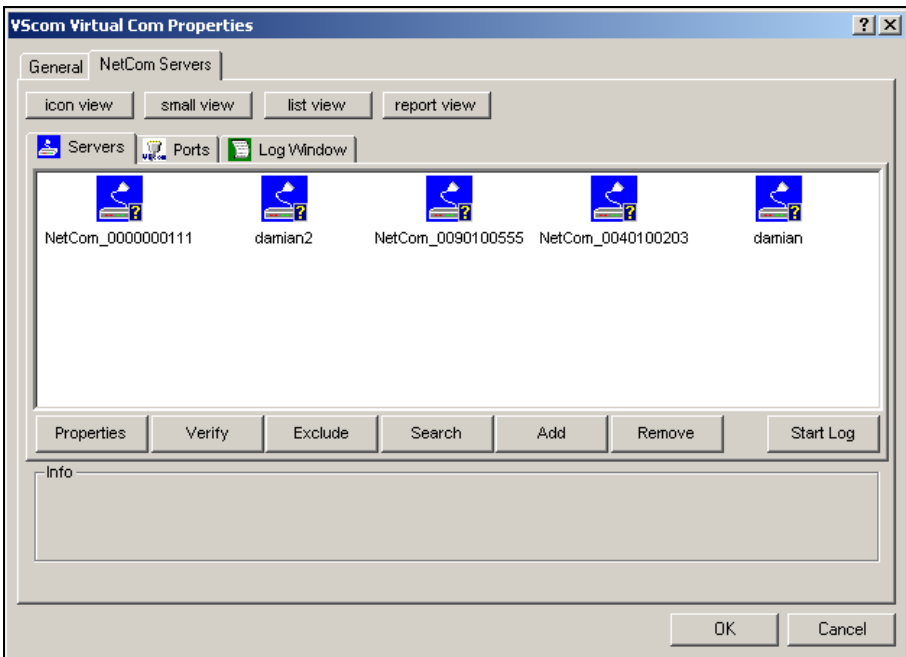 VScom Virtual Com Properties
General NetCom Servers
icon view small view list view report view
Servers Ports Log Window
NetCom_0000000111 damian2 NetCom_0090100555 NetCom_0040100203 damian
Properties Verify Exclude Search Add Remove Start Log
Info
OK Cancel